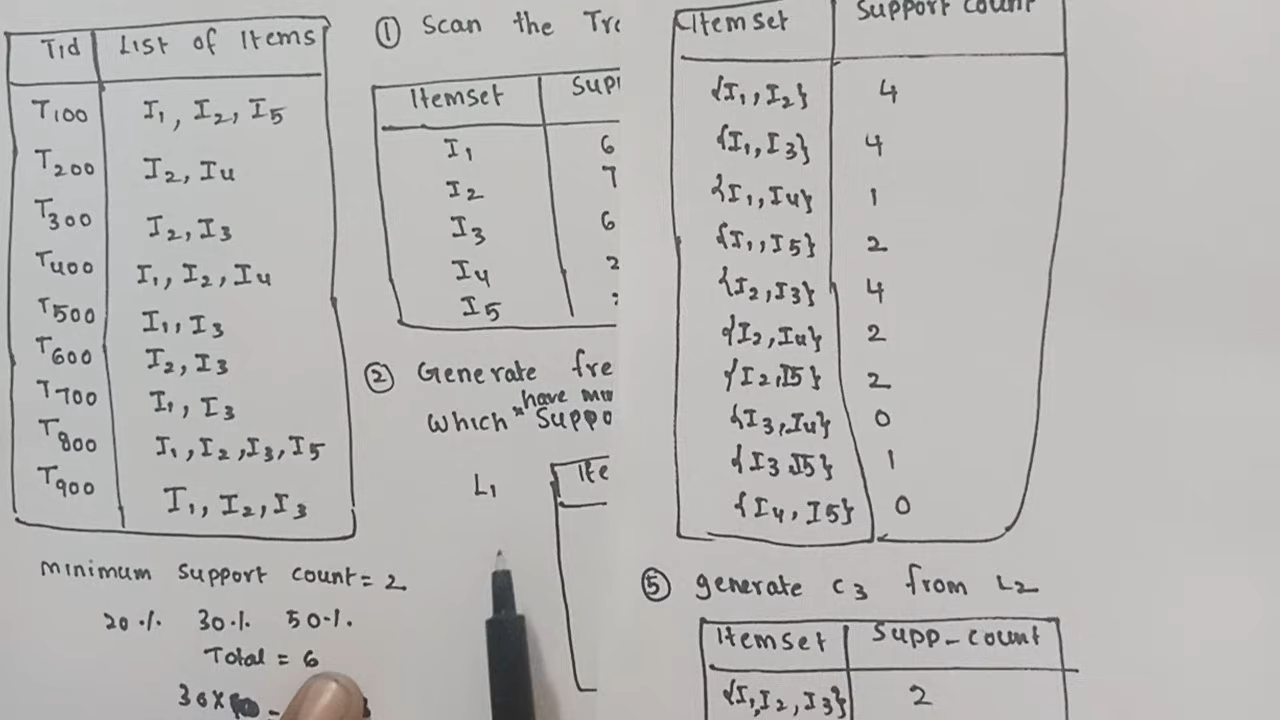 Tid List of Items
T100 I1, I2, I5
T200 I2, I4
T300 I2, I3
T400 I1, I2, I4
T500 I1, I3
T600 I2, I3
T700 I1, I3
T800 I1, I2, I3, I5
T900 I1, I2, I3
minimum support count = 2
20% 30% 50%
Total = 6
① Scan the
Itemset
I1 6
I2 7
I3 6
I4 2
I5
② Generate
which have
L1
Itemset Support count
{I1, I2} 4
{I1, I3} 4
{I1, I4} 1
{I1, I5} 2
{I2, I3} 4
{I2, I4} 2
{I2, I5} 2
{I3, I4} 0
{I3 I5} 1
{I4, I5} 0
⑤ generate C3 from L2
Itemset Supp-count
{I1, I2, I3} 2